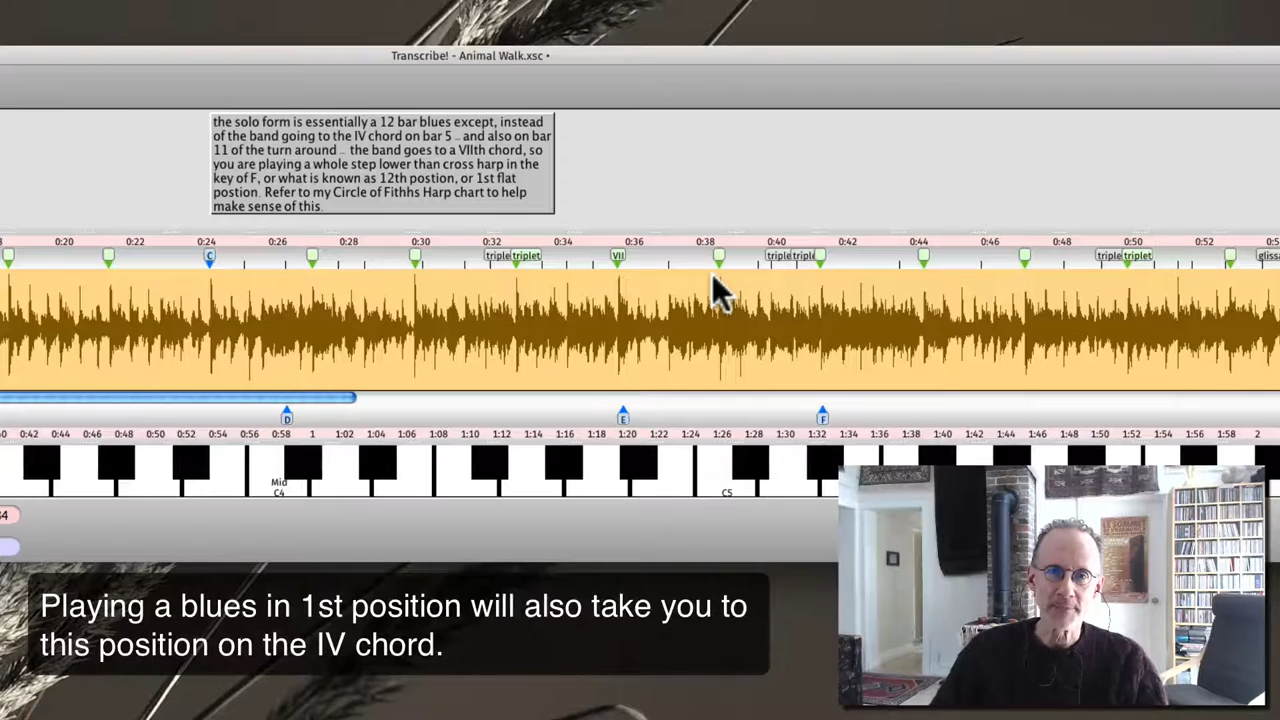 Transcribe! - Animal Walk.xsc •
the solo form is essentially a 12 bar blues except, instead
of the band going to the IV chord on bar 5 .. and also on bar
11 of the turn around ... the band goes to a VIIth chord, so
you are playing a whole step lower than cross harp in the
key of F, or what is known as 12th postion, or 1st flat
postion. Refer to my Circle of Fithhs Harp chart to help
make sense of this.
0:20 0:22 0:24 0:26 0:28 0:30 0:32 0:34 0:36 0:38 0:40 0:42 0:44 0:46 0:48 0:50 0:52
C triple triplet VII triple triple triple triplet
D E F
0:42 0:44 0:46 0:48 0:50 0:52 0:54 0:56 0:58 1 1:02 1:04 1:06 1:08 1:10 1:12 1:14 1:16 1:18 1:20 1:22 1:24 1:26 1:28 1:30 1:32 1:34 1:36 1:38 1:40 1:42 1:44 1:46 1:48 1:50 1:52 1:54 1:56 1:58 2
Mid
C4 C5
Playing a blues in 1st position will also take you to
this position on the IV chord.